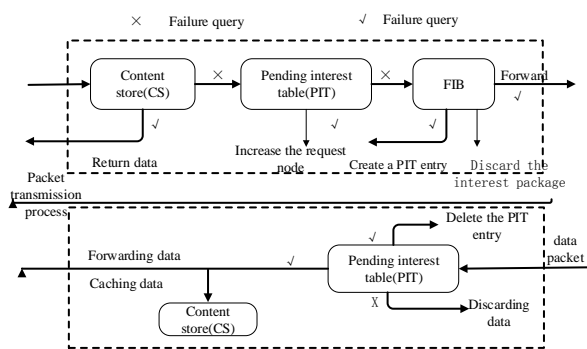 × Failure query √ Failure query
Content
store(CS)
×
Pending interest
table(PIT)
×
FIB
Forward
√
√
√
√
Return data
Increase the request
node
Create a PIT entry
Discard the
interest package
Packet
transmission
process
Delete the PIT
entry
Forwarding data
√
√
Pending interest
table(PIT)
data
packet
Caching data
X
Discarding
data
Content
store(CS)